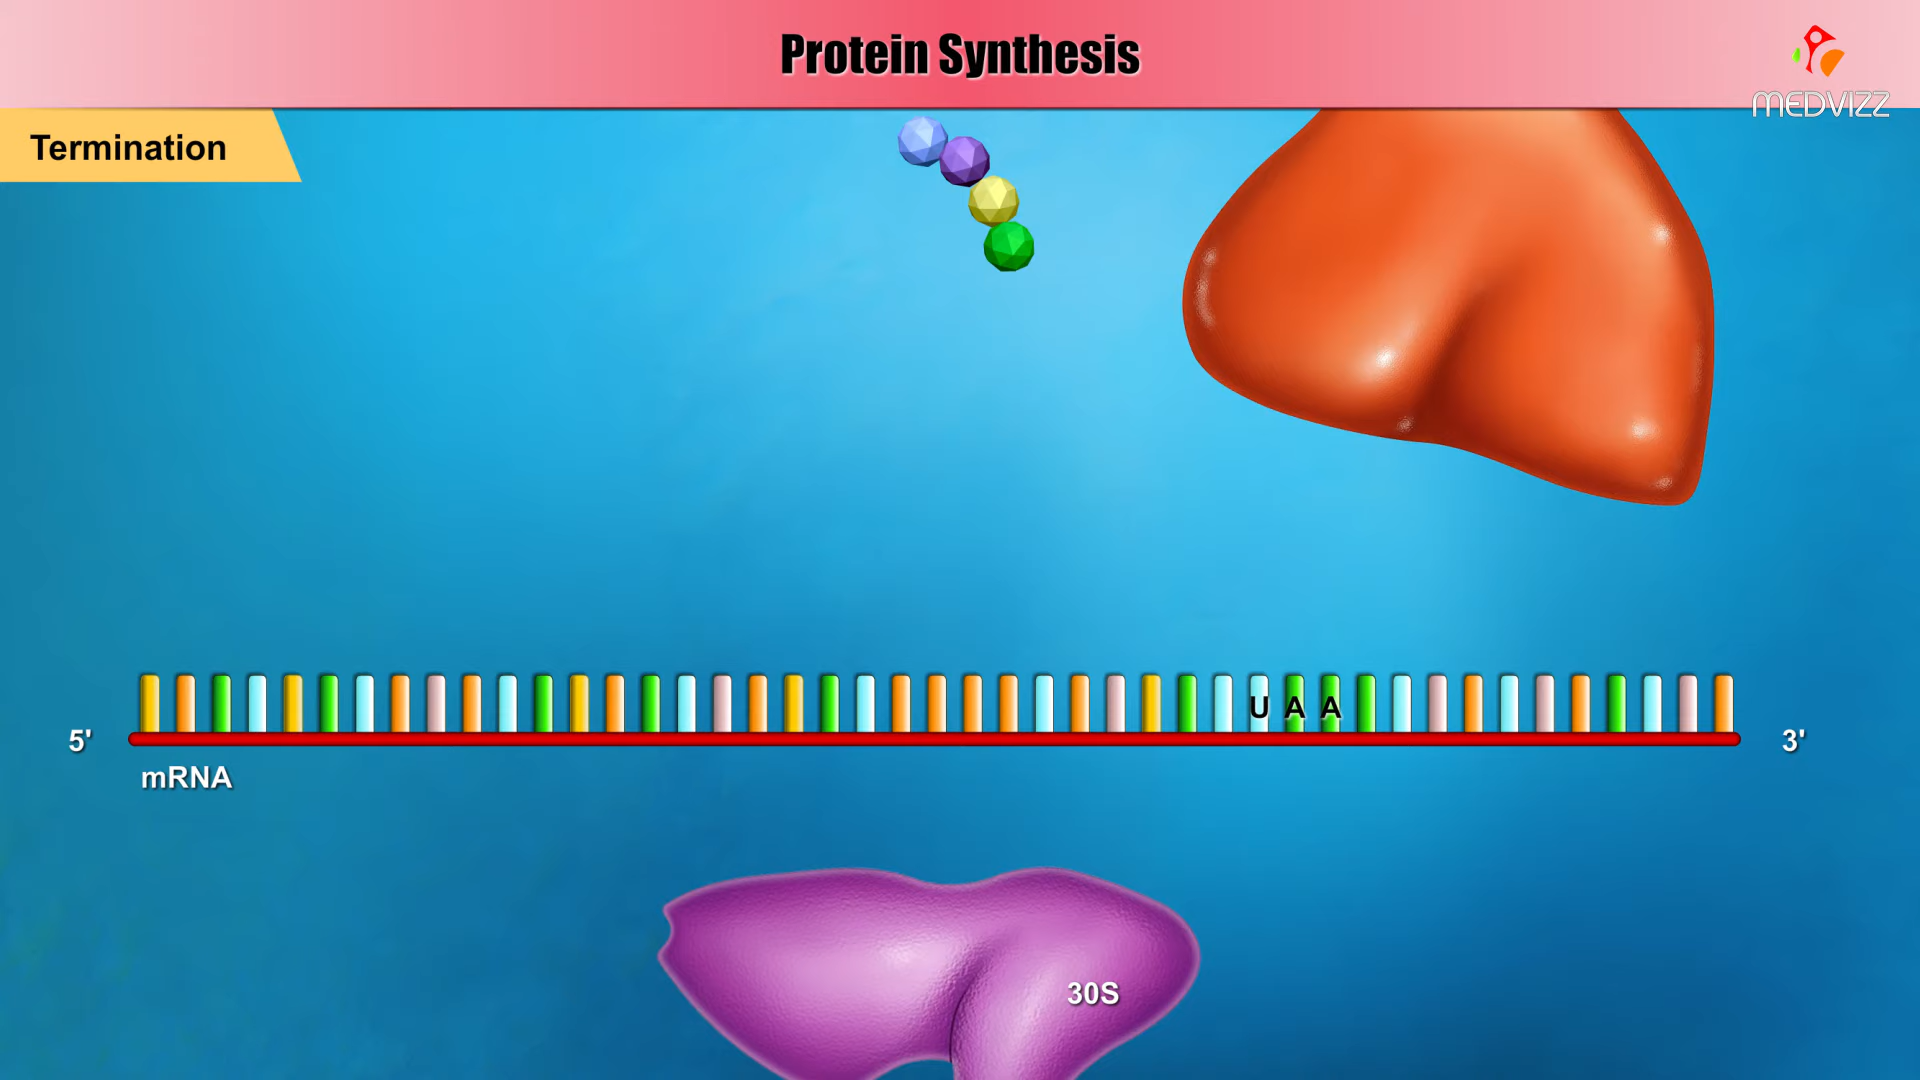 Protein Synthesis
MEDVIZZ
Termination
U A A
5'
3'
mRNA
30S